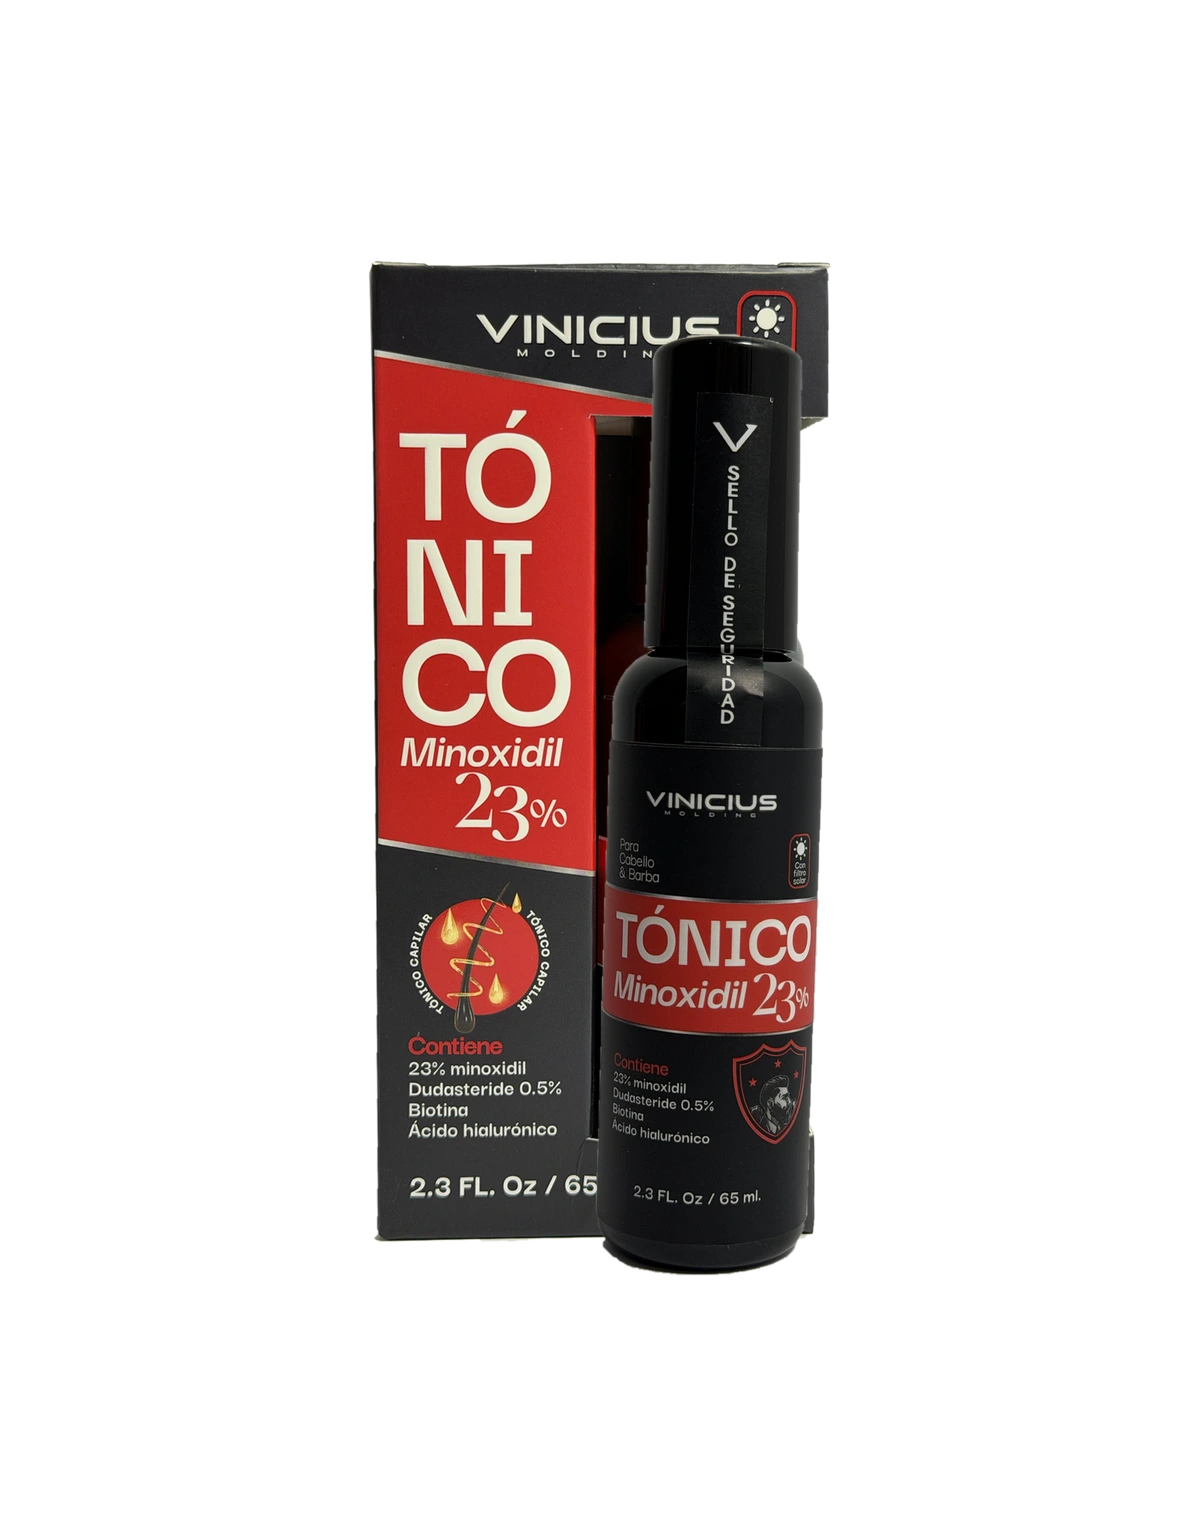 VINICIUS
MOLDIN
TÓ
NI
CO
Minoxidil
23%
TÓNICO CAPILAR
TÓNICO CAPILAR
Contiene
23% minoxidil
Dudasteride 0.5%
Biotina
Ácido hialurónico
2.3 FL. Oz / 65
V
SELLO DE SEGURIDAD
VINICIUS
MOLDING
Para
Cabello
& Barba
Con
filtro
solar
TÓNICO
Minoxidil 23%
Contiene
23% minoxidil
Dudasteride 0.5%
Biotina
Ácido hialurónico
2.3 FL. Oz / 65 ml.